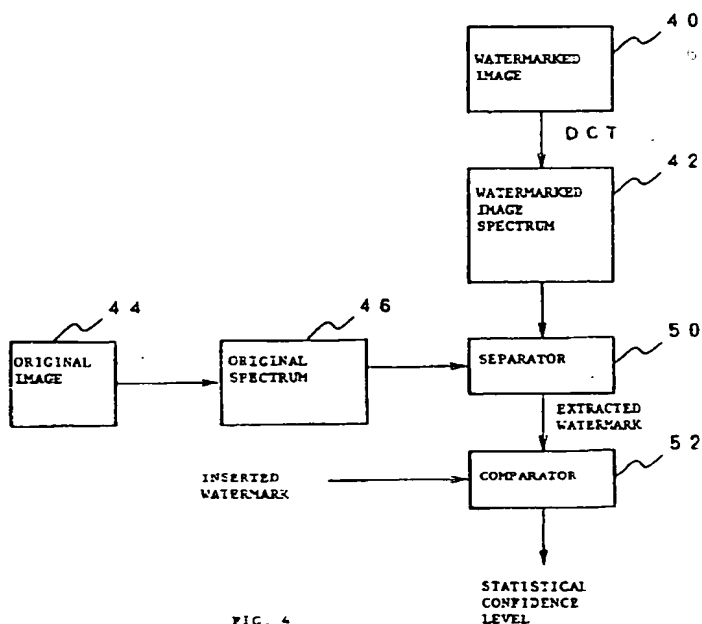 40
WATERMARKED
IMAGE
DCT
42
WATERMARKED
IMAGE
SPECTRUM
44
46
50
ORIGINAL
IMAGE
ORIGINAL
SPECTRUM
SEPARATOR
EXTRACTED
WATERMARK
52
INSERTED
WATERMARK
COMPARATOR
STATISTICAL
CONFIDENCE
LEVEL
FIG. 4